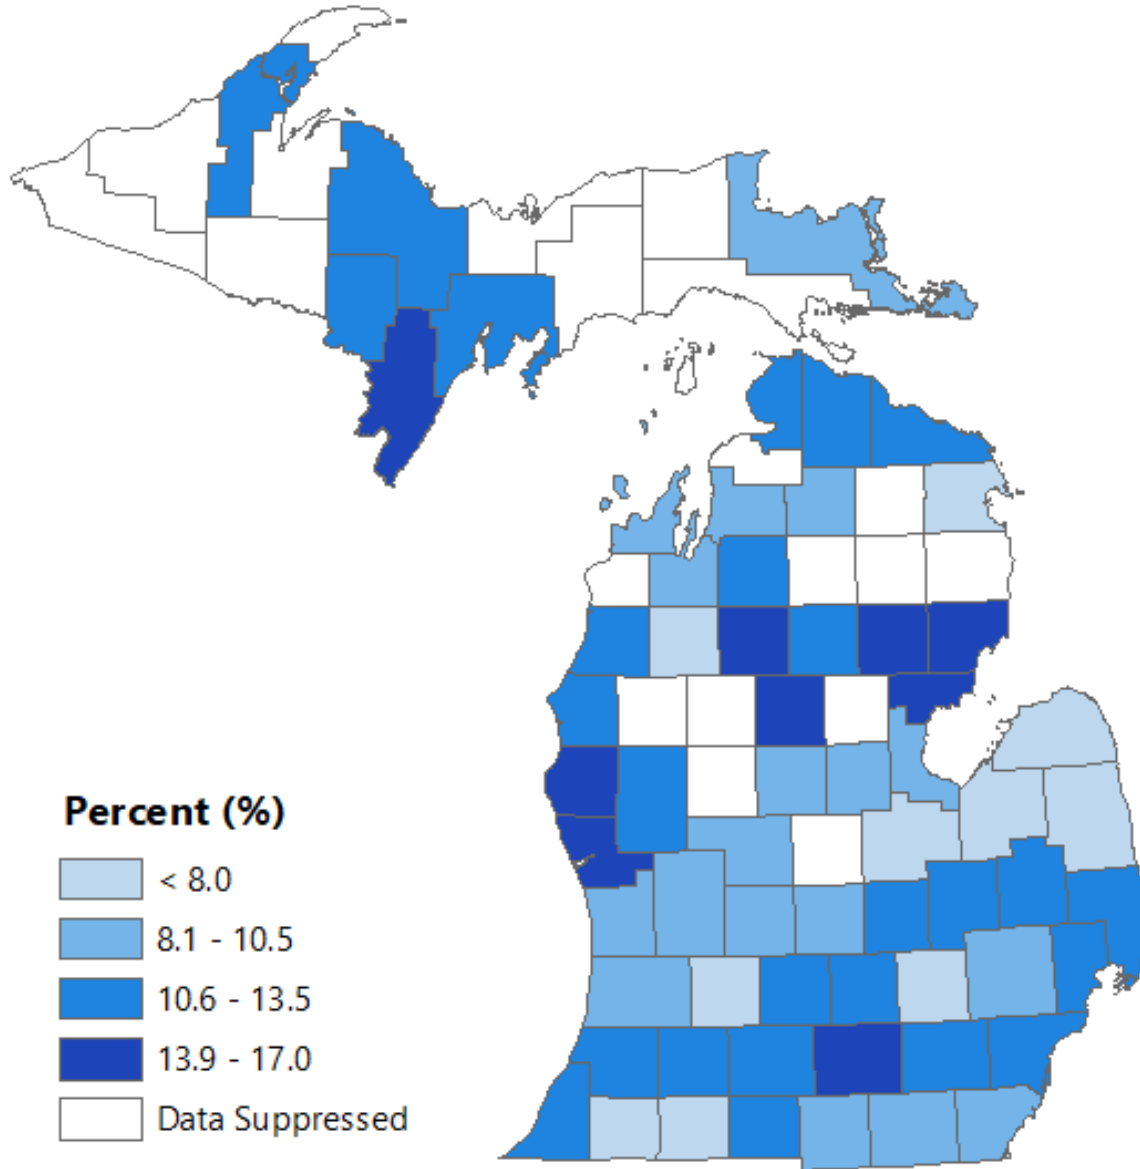 Percent (%)
< 8.0
8.1 - 10.5
10.6 - 13.5
13.9 - 17.0
Data Suppressed